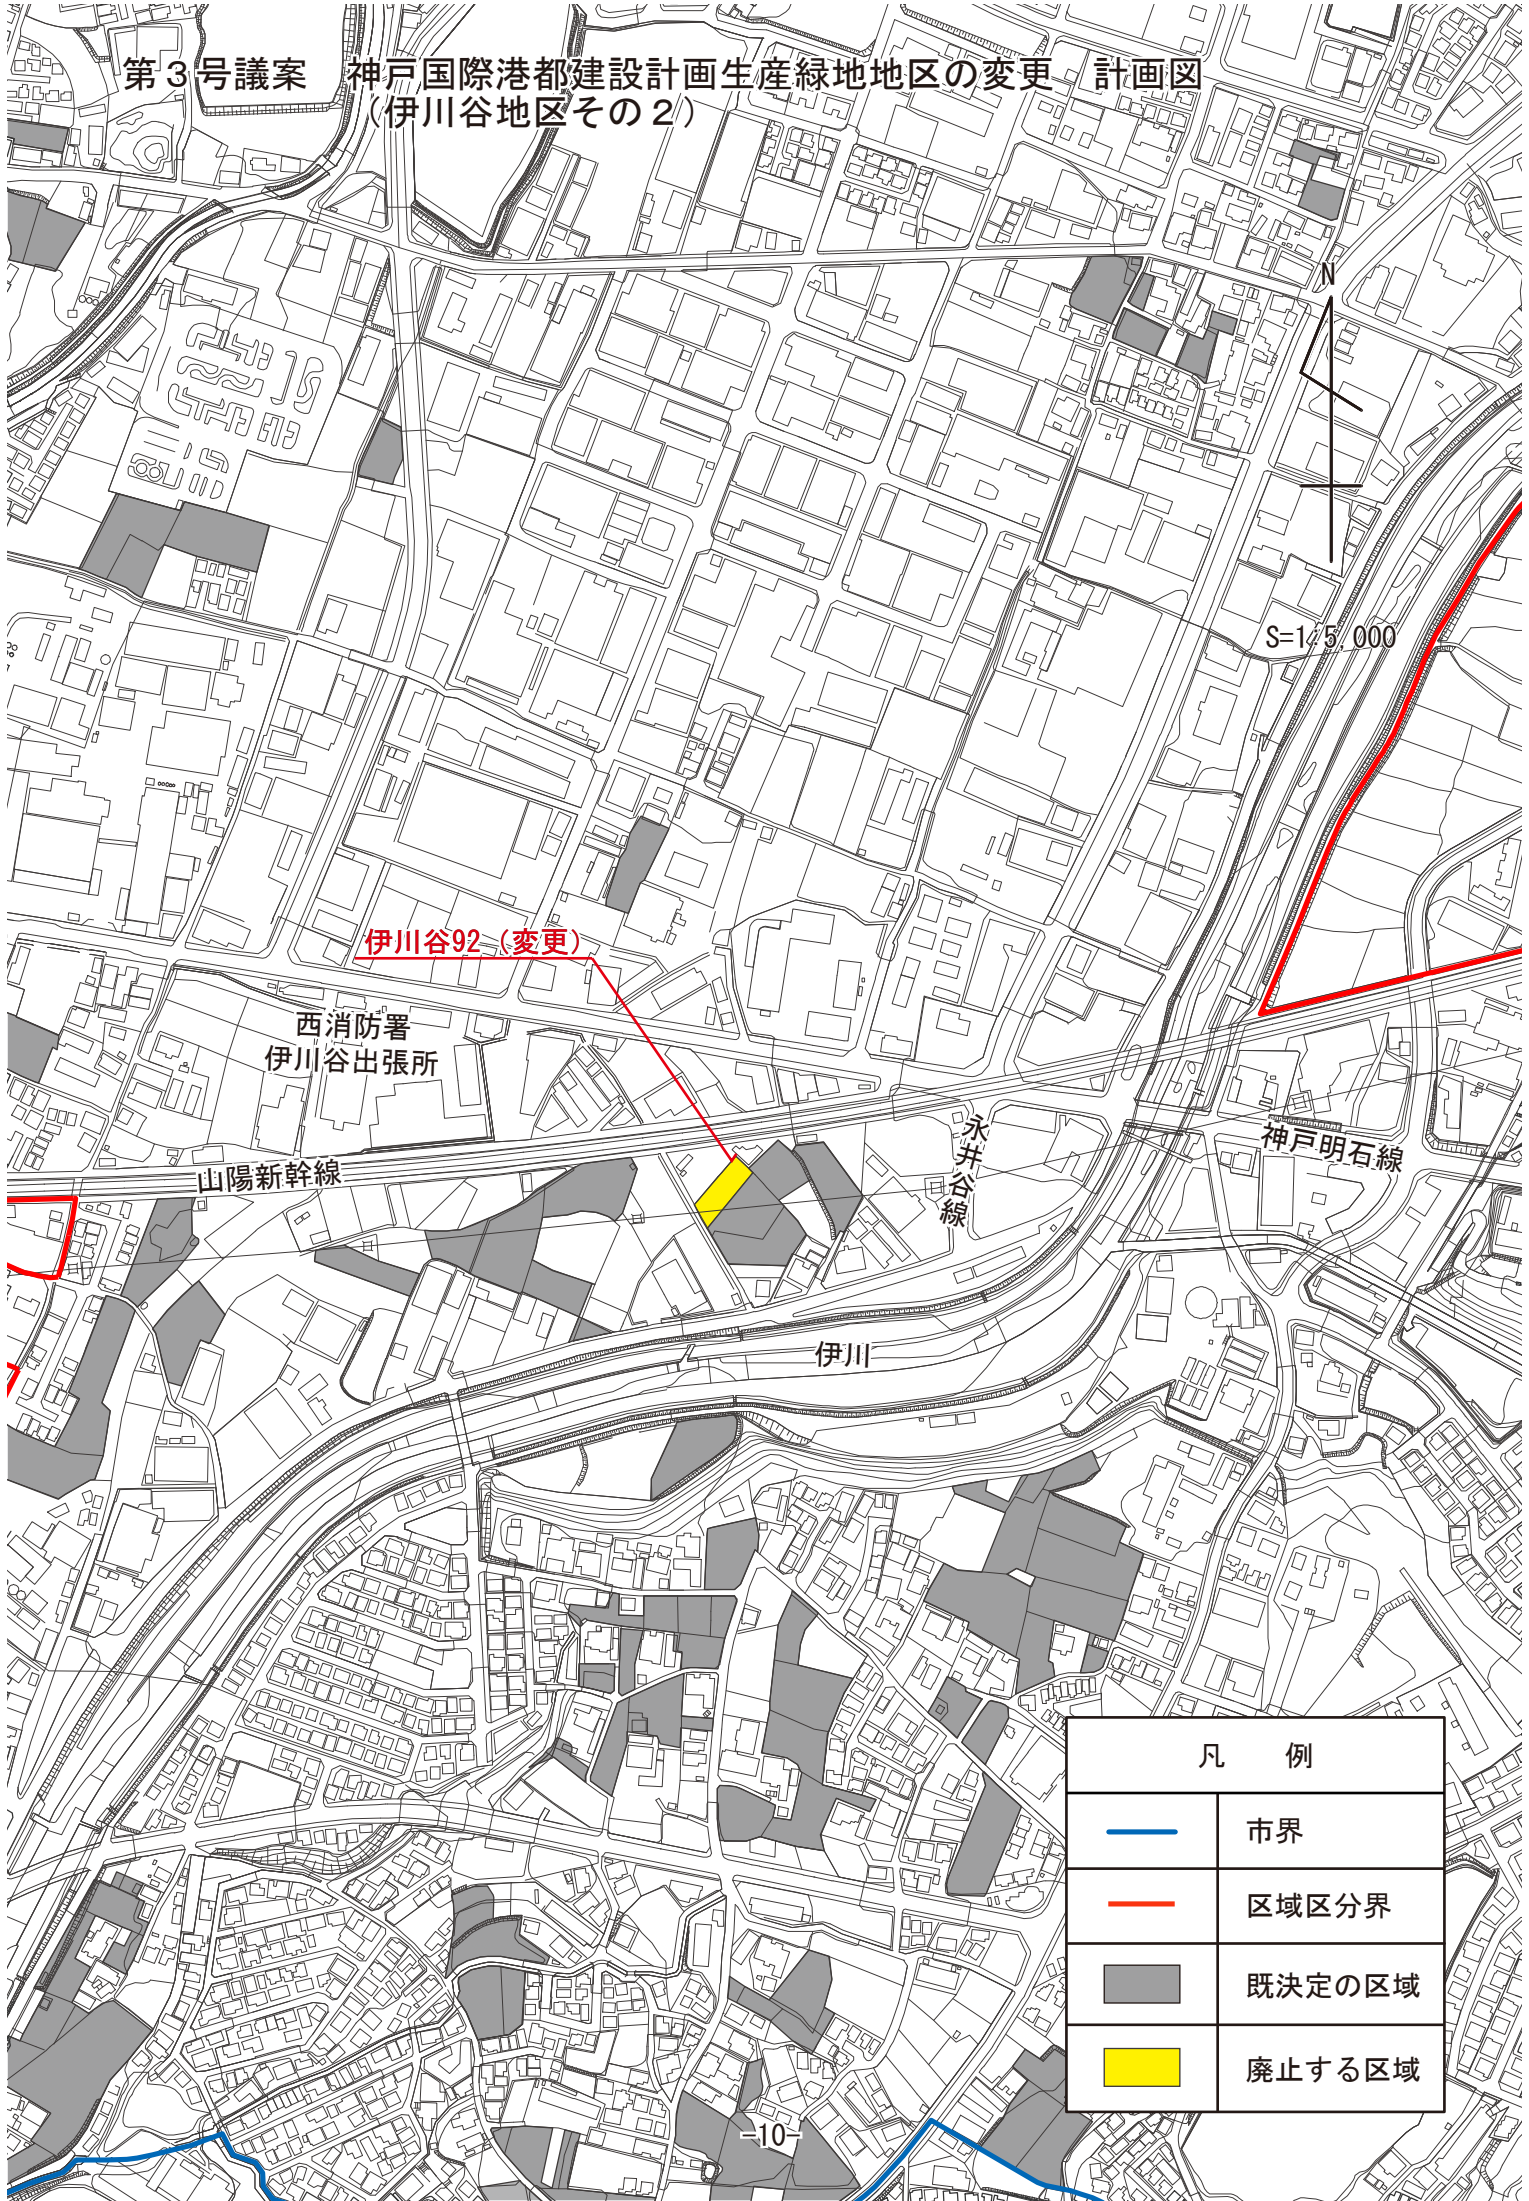 第３号議案　神戸国際港都建設計画生産緑地地区の変更　計画図
（伊川谷地区その２）
N
S=1:5,000
伊川谷92（変更）
西消防署
伊川谷出張所
山陽新幹線
永井谷線
神戸明石線
伊川
凡　例
市界
区域区分界
既決定の区域
廃止する区域
-10-